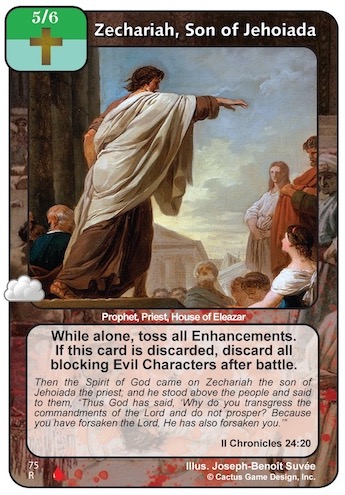 5/6
Zechariah, Son of Jehoiada
Prophet, Priest, House of Eleazar
While alone, toss all Enhancements.
If this card is discarded, discard all
blocking Evil Characters after battle.
Then the Spirit of God came on Zechariah the son of
Jehoiada the priest; and he stood above the people and said
to them, "Thus God has said, 'Why do you transgress the
commandments of the Lord and do not prosper? Because
you have forsaken the Lord, He has also forsaken you.'"
II Chronicles 24:20
75
R
Illus. Joseph-Benoit Suvée
© Cactus Game Design, Inc.